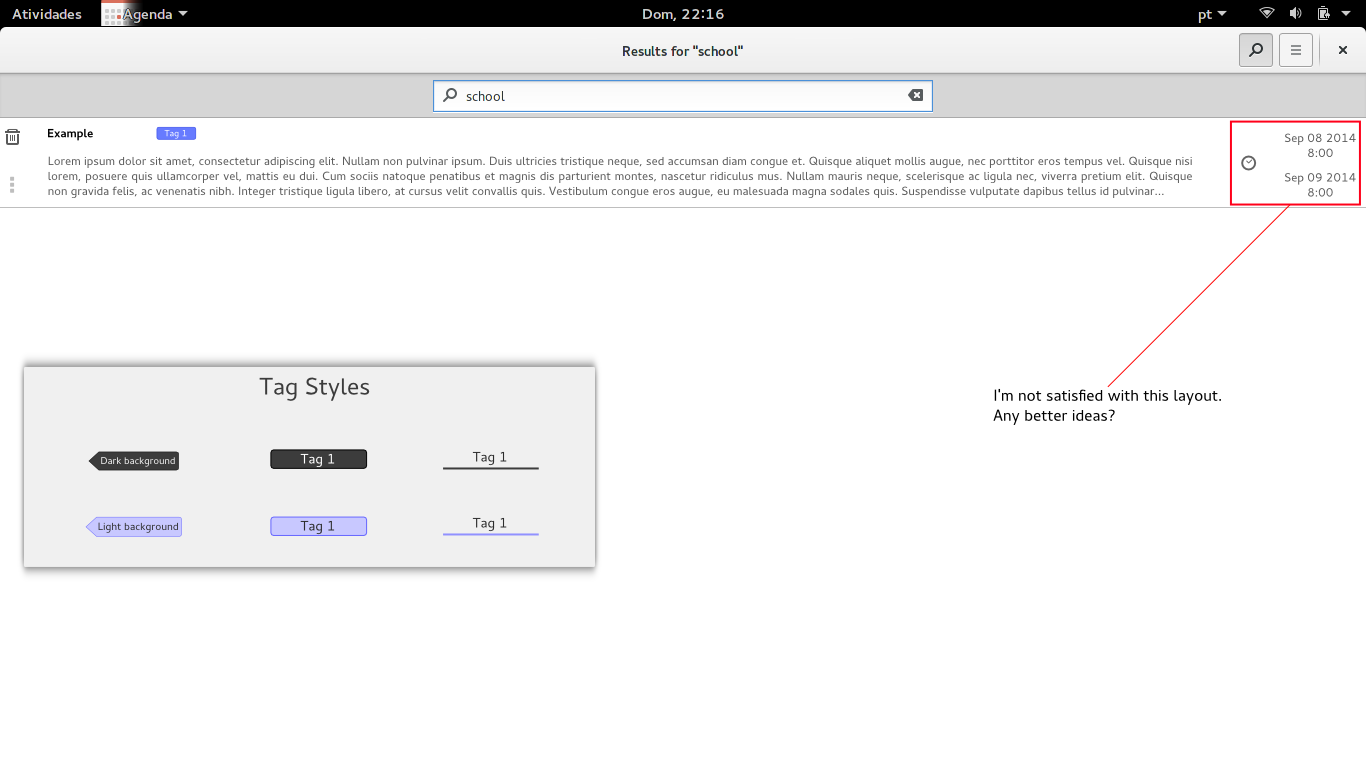 Atividades Agenda Dom, 22:16 pt
Results for "school"
school
Example Tag 1
Lorem ipsum dolor sit amet, consectetur adipiscing elit. Nullam non pulvinar ipsum. Duis ultricies tristique neque, sed accumsan diam congue et. Quisque aliquet mollis augue, nec porttitor eros tempus vel. Quisque nisi
lorem, posuere quis ullamcorper vel, mattis eu dui. Cum sociis natoque penatibus et magnis dis parturient montes, nascetur ridiculus mus. Nullam mauris neque, scelerisque ac ligula nec, viverra pretium elit. Quisque
non gravida felis, ac venenatis nibh. Integer tristique ligula libero, at cursus velit convallis quis. Vestibulum congue eros augue, eu malesuada magna sodales quis. Suspendisse vulputate dapibus tellus id pulvinar...
Sep 08 2014
8:00
Sep 09 2014
8:00
Tag Styles
Dark background Tag 1 Tag 1
Light background Tag 1 Tag 1
I'm not satisfied with this layout.
Any better ideas?